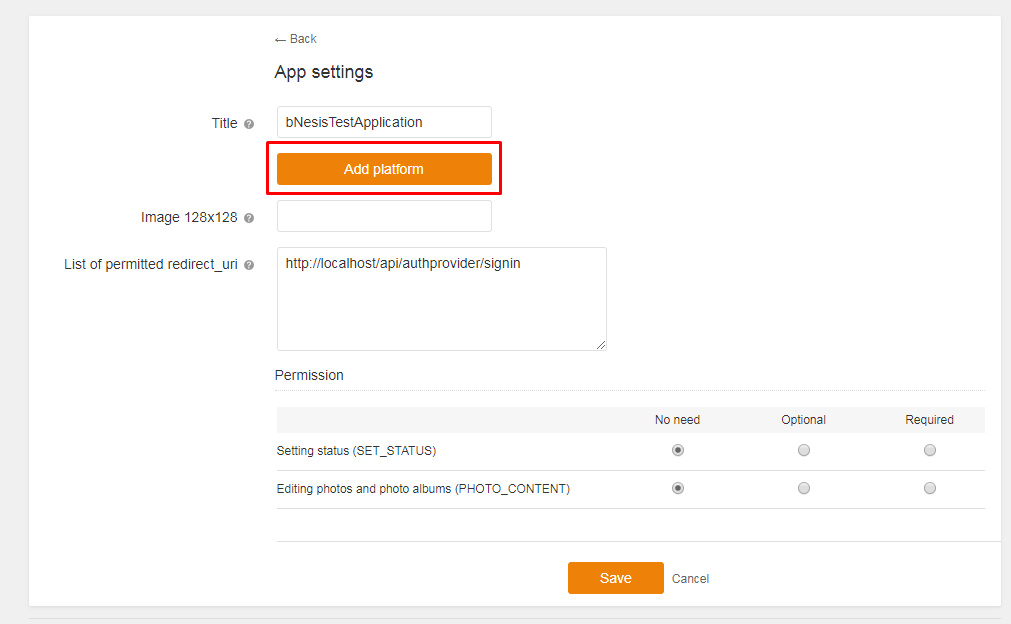 ← Back
App settings
Title ?
bNesisTestApplication
Add platform
Image 128x128 ?
List of permitted redirect_uri ?
http://localhost/api/authprovider/signin
Permission
No need Optional Required
Setting status (SET_STATUS)
Editing photos and photo albums (PHOTO_CONTENT)
Save Cancel